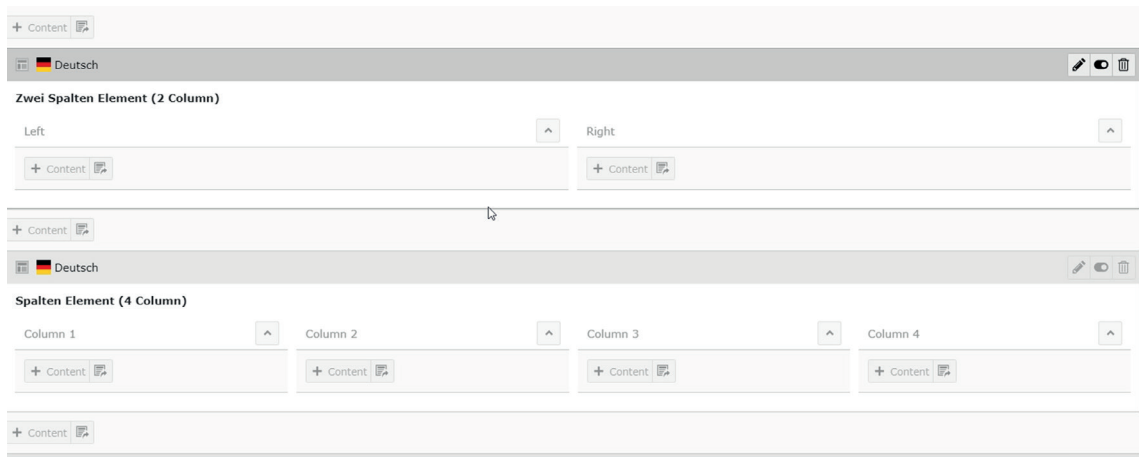 + Content
Deutsch
Zwei Spalten Element (2 Column)
Left Right
+ Content + Content
+ Content
Deutsch
Spalten Element (4 Column)
Column 1 Column 2 Column 3 Column 4
+ Content + Content + Content + Content
+ Content